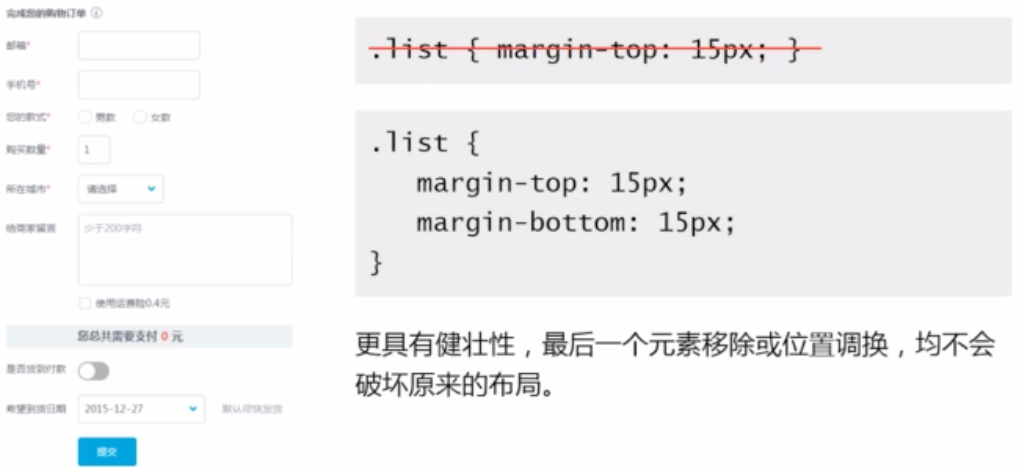 完成您的购物订单
邮箱*
手机号*
您的款式* 男款 女款
购买数量* 1
所在城市* 请选择
给商家留言 少于200字符
使用运费险0.4元
您总共需要支付 0 元
是否货到付款
希望到货日期 2015-12-27 默认尽快发货
提交
.list { margin-top: 15px; }
.list {
margin-top: 15px;
margin-bottom: 15px;
}
更具有健壮性，最后一个元素移除或位置调换，均不会
破坏原来的布局。